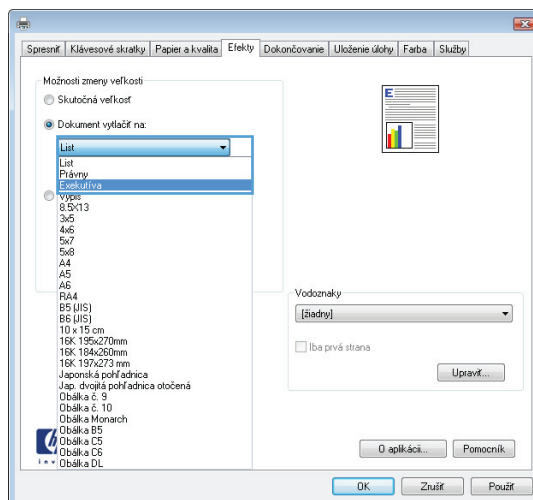 Spresniť Klávesové skratky Papier a kvalita Efekty Dokončovanie Uloženie úlohy Farba Služby
Možnosti zmeny veľkosti
Skutočná veľkosť
Dokument vytlačiť na:
List
List
Právny
Exekutíva
Výpis
8.5X13
3x5
4x6
5x7
5x8
A4
A5
A6
RA4
B5 (JIS)
B6 (JIS)
10 x 15 cm
16K 195x270mm
16K 184x260mm
16K 197x273 mm
Japonská pohľadnica
Jap. dvojitá pohľadnica otočená
Obálka č. 9
Obálka č. 10
Obálka Monarch
Obálka B5
Obálka C5
Obálka C6
Obálka DL
E
Vodoznaky
[žiadny]
Iba prvá strana
Upraviť...
inv
O aplikácii... Pomocník
OK Zrušiť Použiť